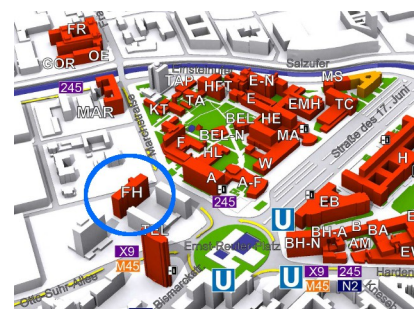 FR
OE
COR
245
MAR
Marchstraße
Einsteinufer
Salzufer
TAP
HFT
E-N
MS
TA
E
EMH
TC
KT
BEL
HE
BEL-N
MA
F
HL
W
Straße des 17. Juni
A
A-F
245
FH
H
U
EB
BH-N
BH-A
B
BA
AM
TEL
Ernst-Reuter-Platz
X9
M45
U
U
X9
245
M45
N2
Otto-Suhr-Allee
Bismarckstr.